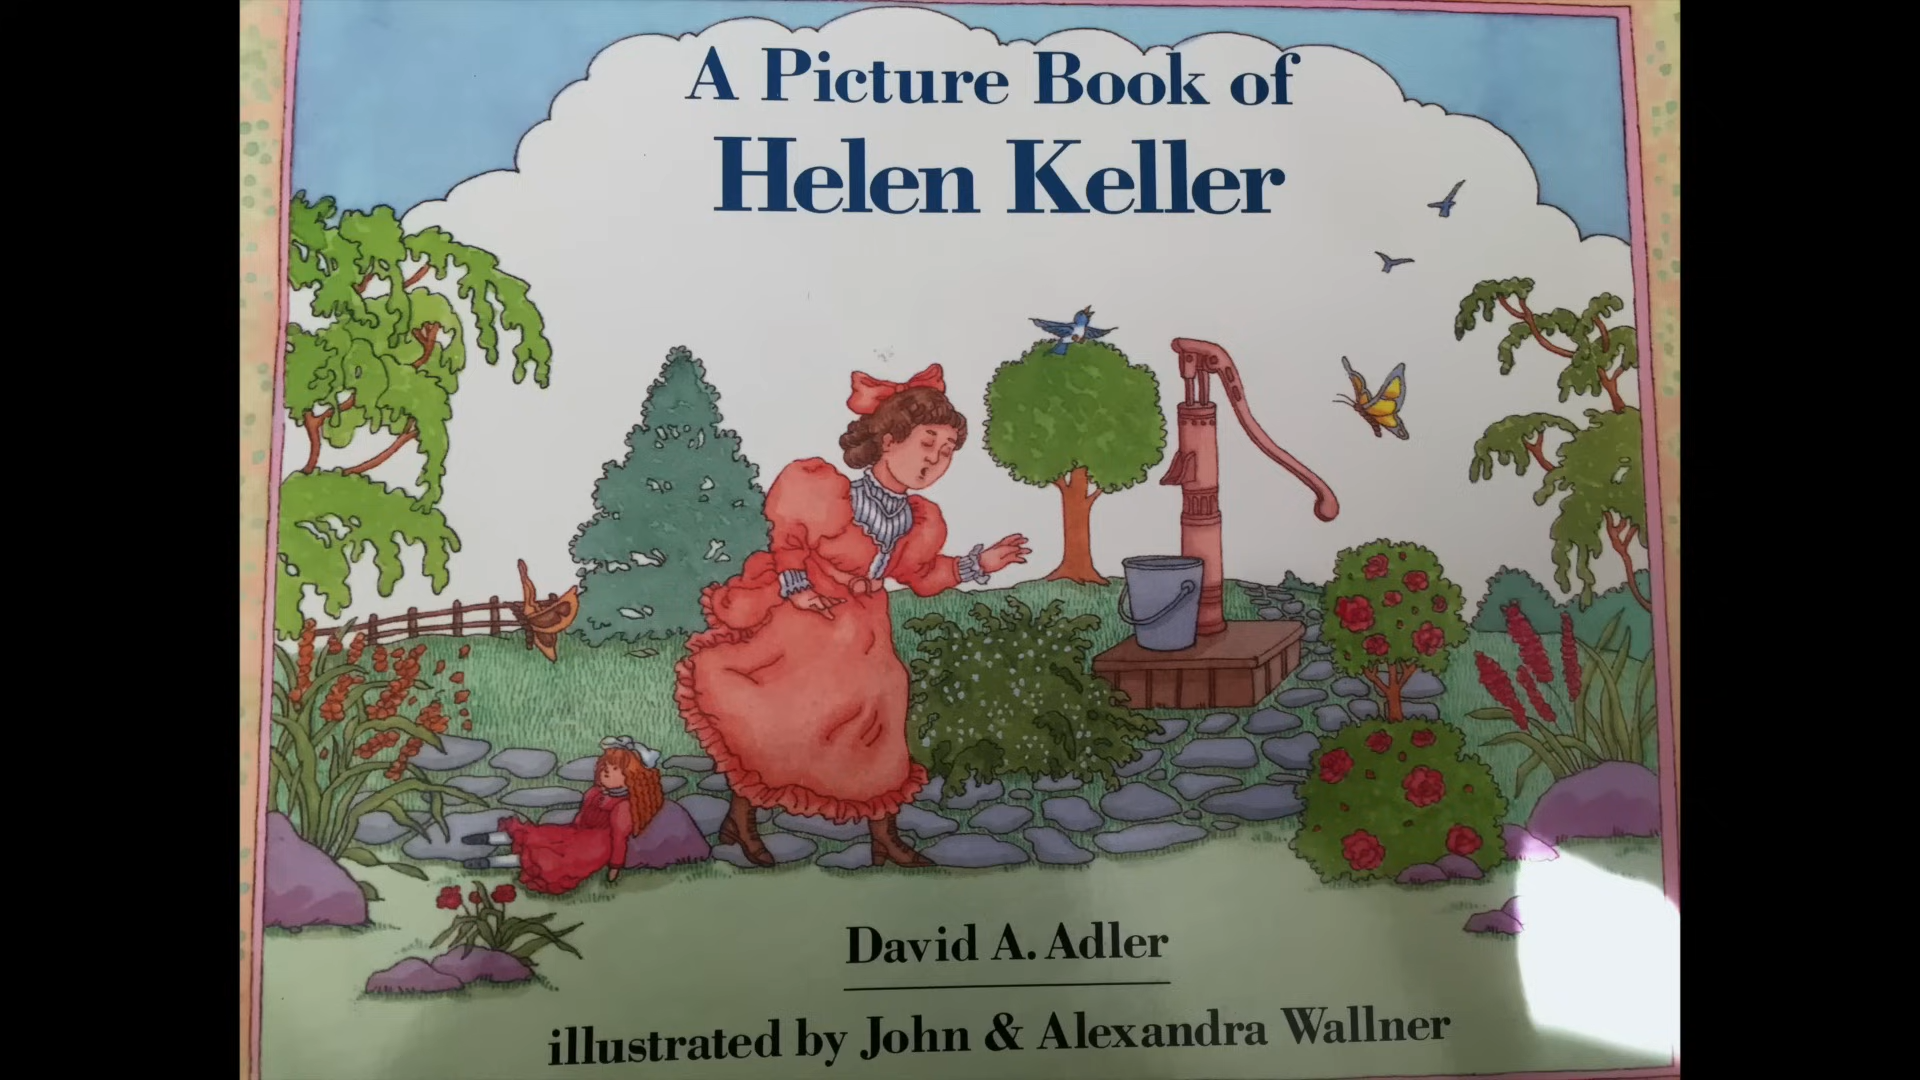 A Picture Book of
Helen Keller
David A. Adler
illustrated by John & Alexandra Wallner